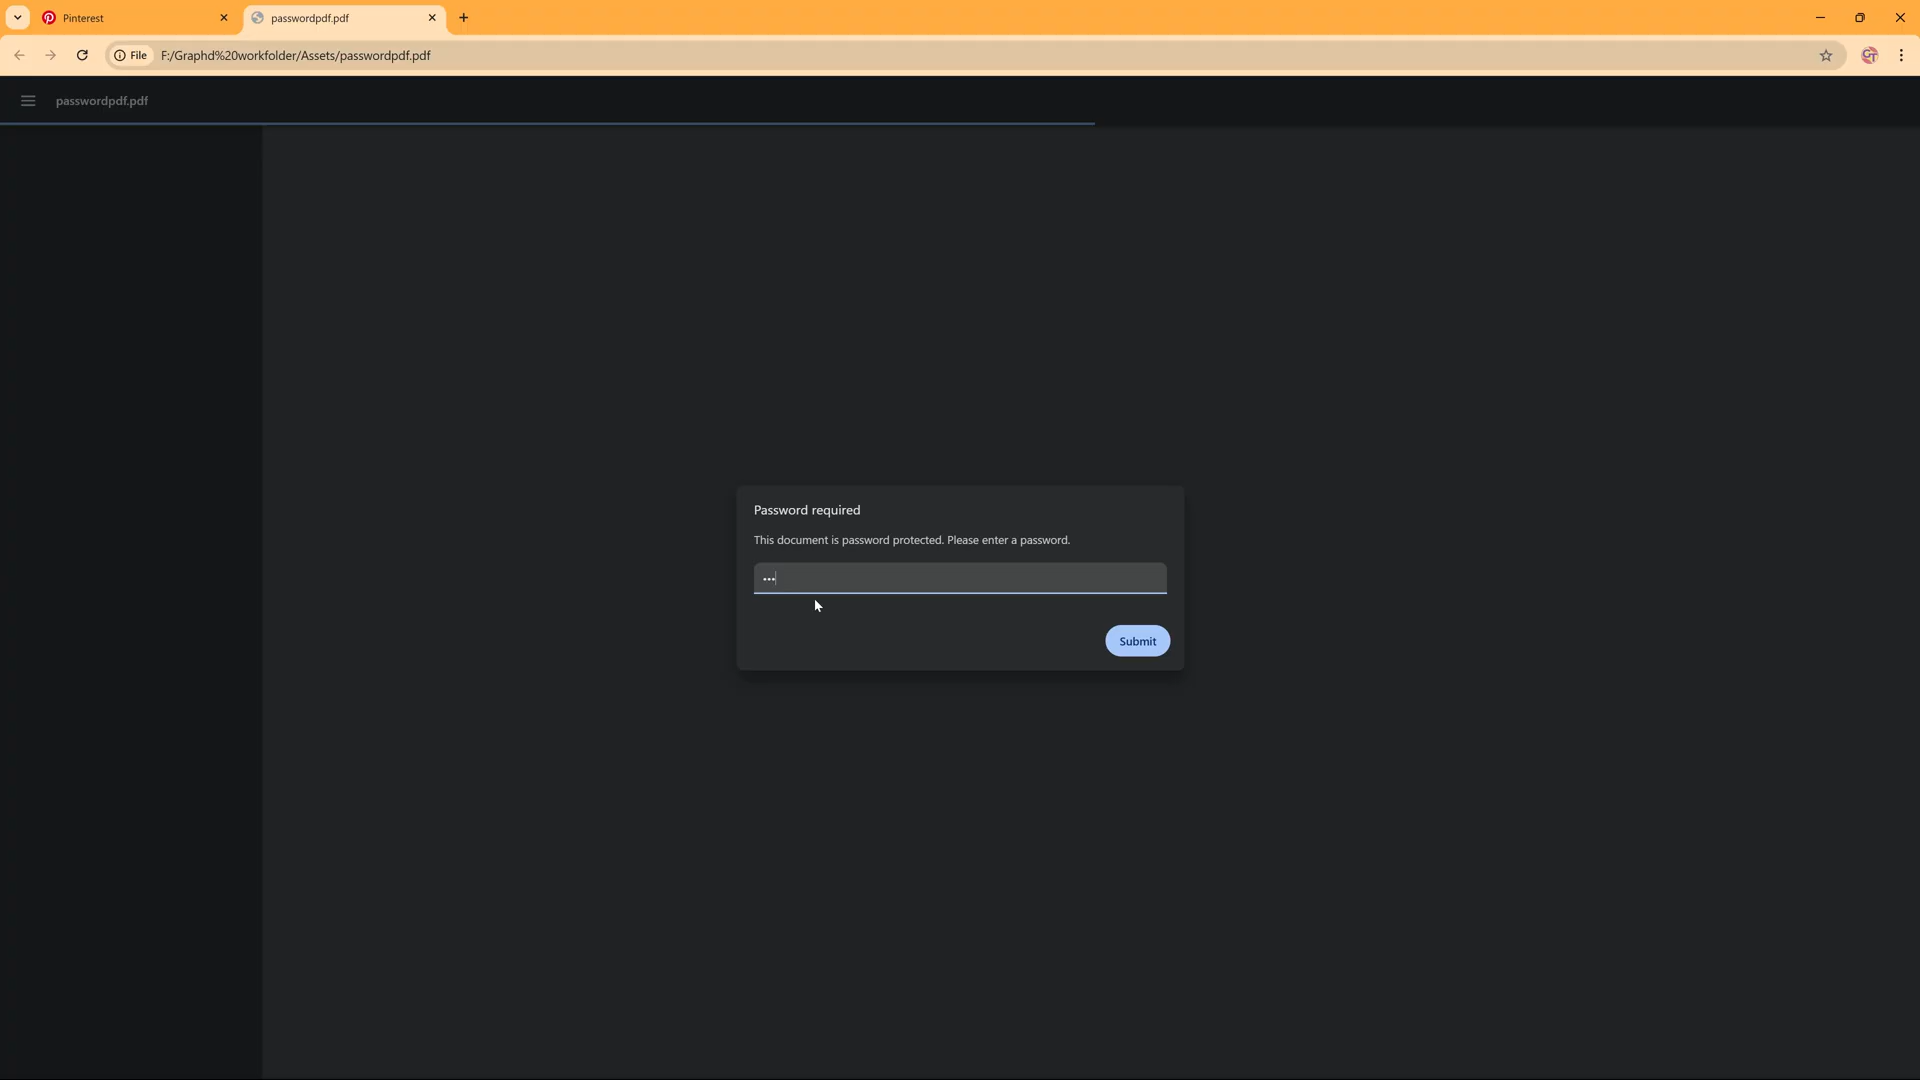 Pinterest
passwordpdf.pdf
File
F:/Graphd%20workfolder/Assets/passwordpdf.pdf
passwordpdf.pdf
Password required
This document is password protected. Please enter a password.
•••
Submit